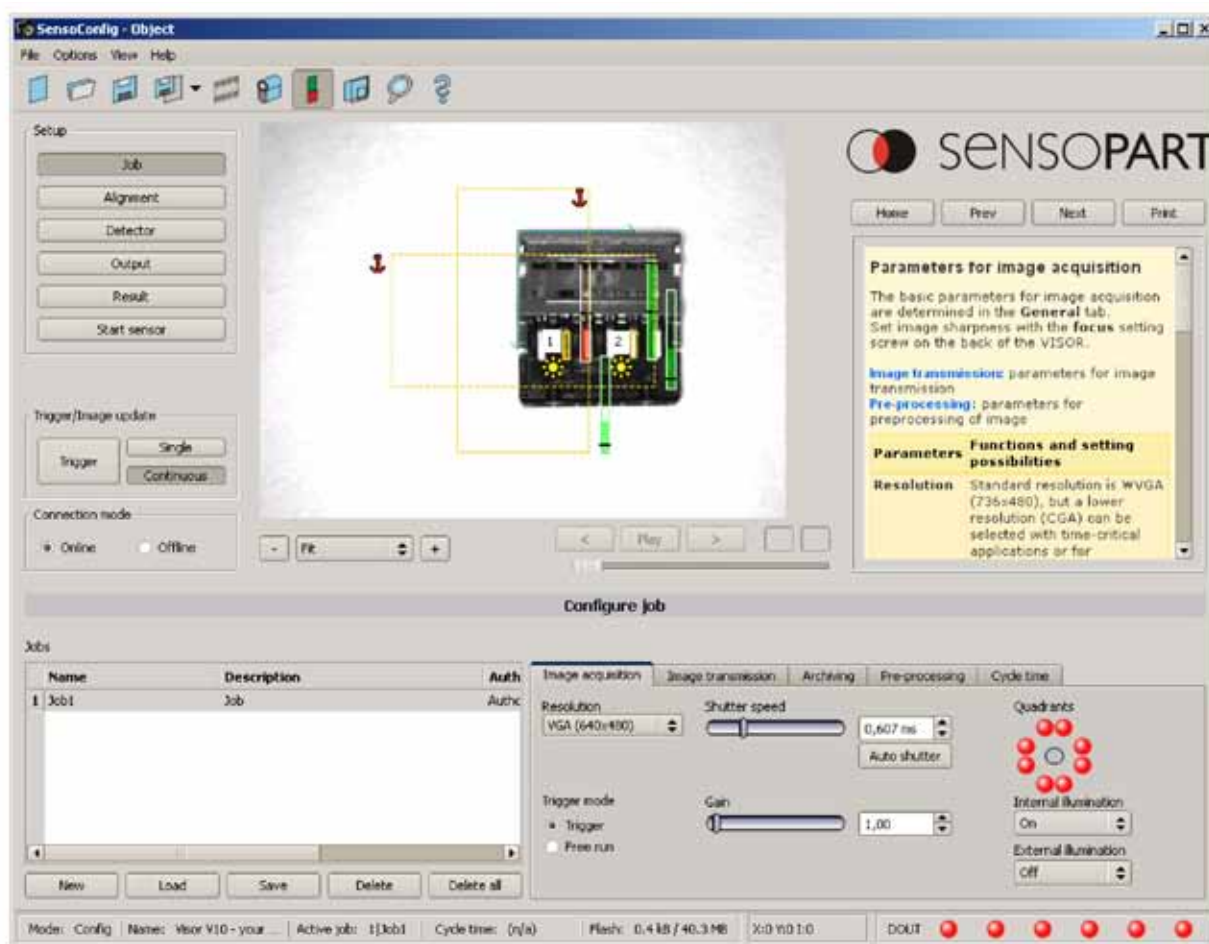 SensoConfig - Object
File Options View Help
Setup
Job
Alignment
Detector
Output
Result
Start sensor
Trigger/Image update
Trigger
Single
Continuous
Connection mode
Online Offline
1 2
- Fit +
< Play >
SENSOPART
Home Prev Next Print
Parameters for image acquisition
The basic parameters for image acquisition
are determined in the General tab.
Set image sharpness with the focus setting
screw on the back of the VISOR.
Image transmission: parameters for image
transmission
Pre-processing: parameters for
preprocessing of image
Parameters Functions and setting
possibilities
Resolution Standard resolution is WVGA
(736x480), but a lower
resolution (CGA) can be
selected with time-critical
applications or for
Configure job
Jobs
Name Description Auth
1 Job1 Job Autho
New Load Save Delete Delete all
Image acquisition Image transmission Archiving Pre-processing Cycle time
Resolution
VGA (640x480)
Shutter speed
0,607 ms
Auto shutter
Quadrants
Trigger mode
Trigger
Free run
Gain
1,00
Internal illumination
On
External illumination
Off
Mode: Config Name: Visor V10 - your ... Active job: 1|Job1 Cycle time: (n/a) Flash: 0.4 kB / 40.3 MB X:0 Y:0 I:0 DOUT